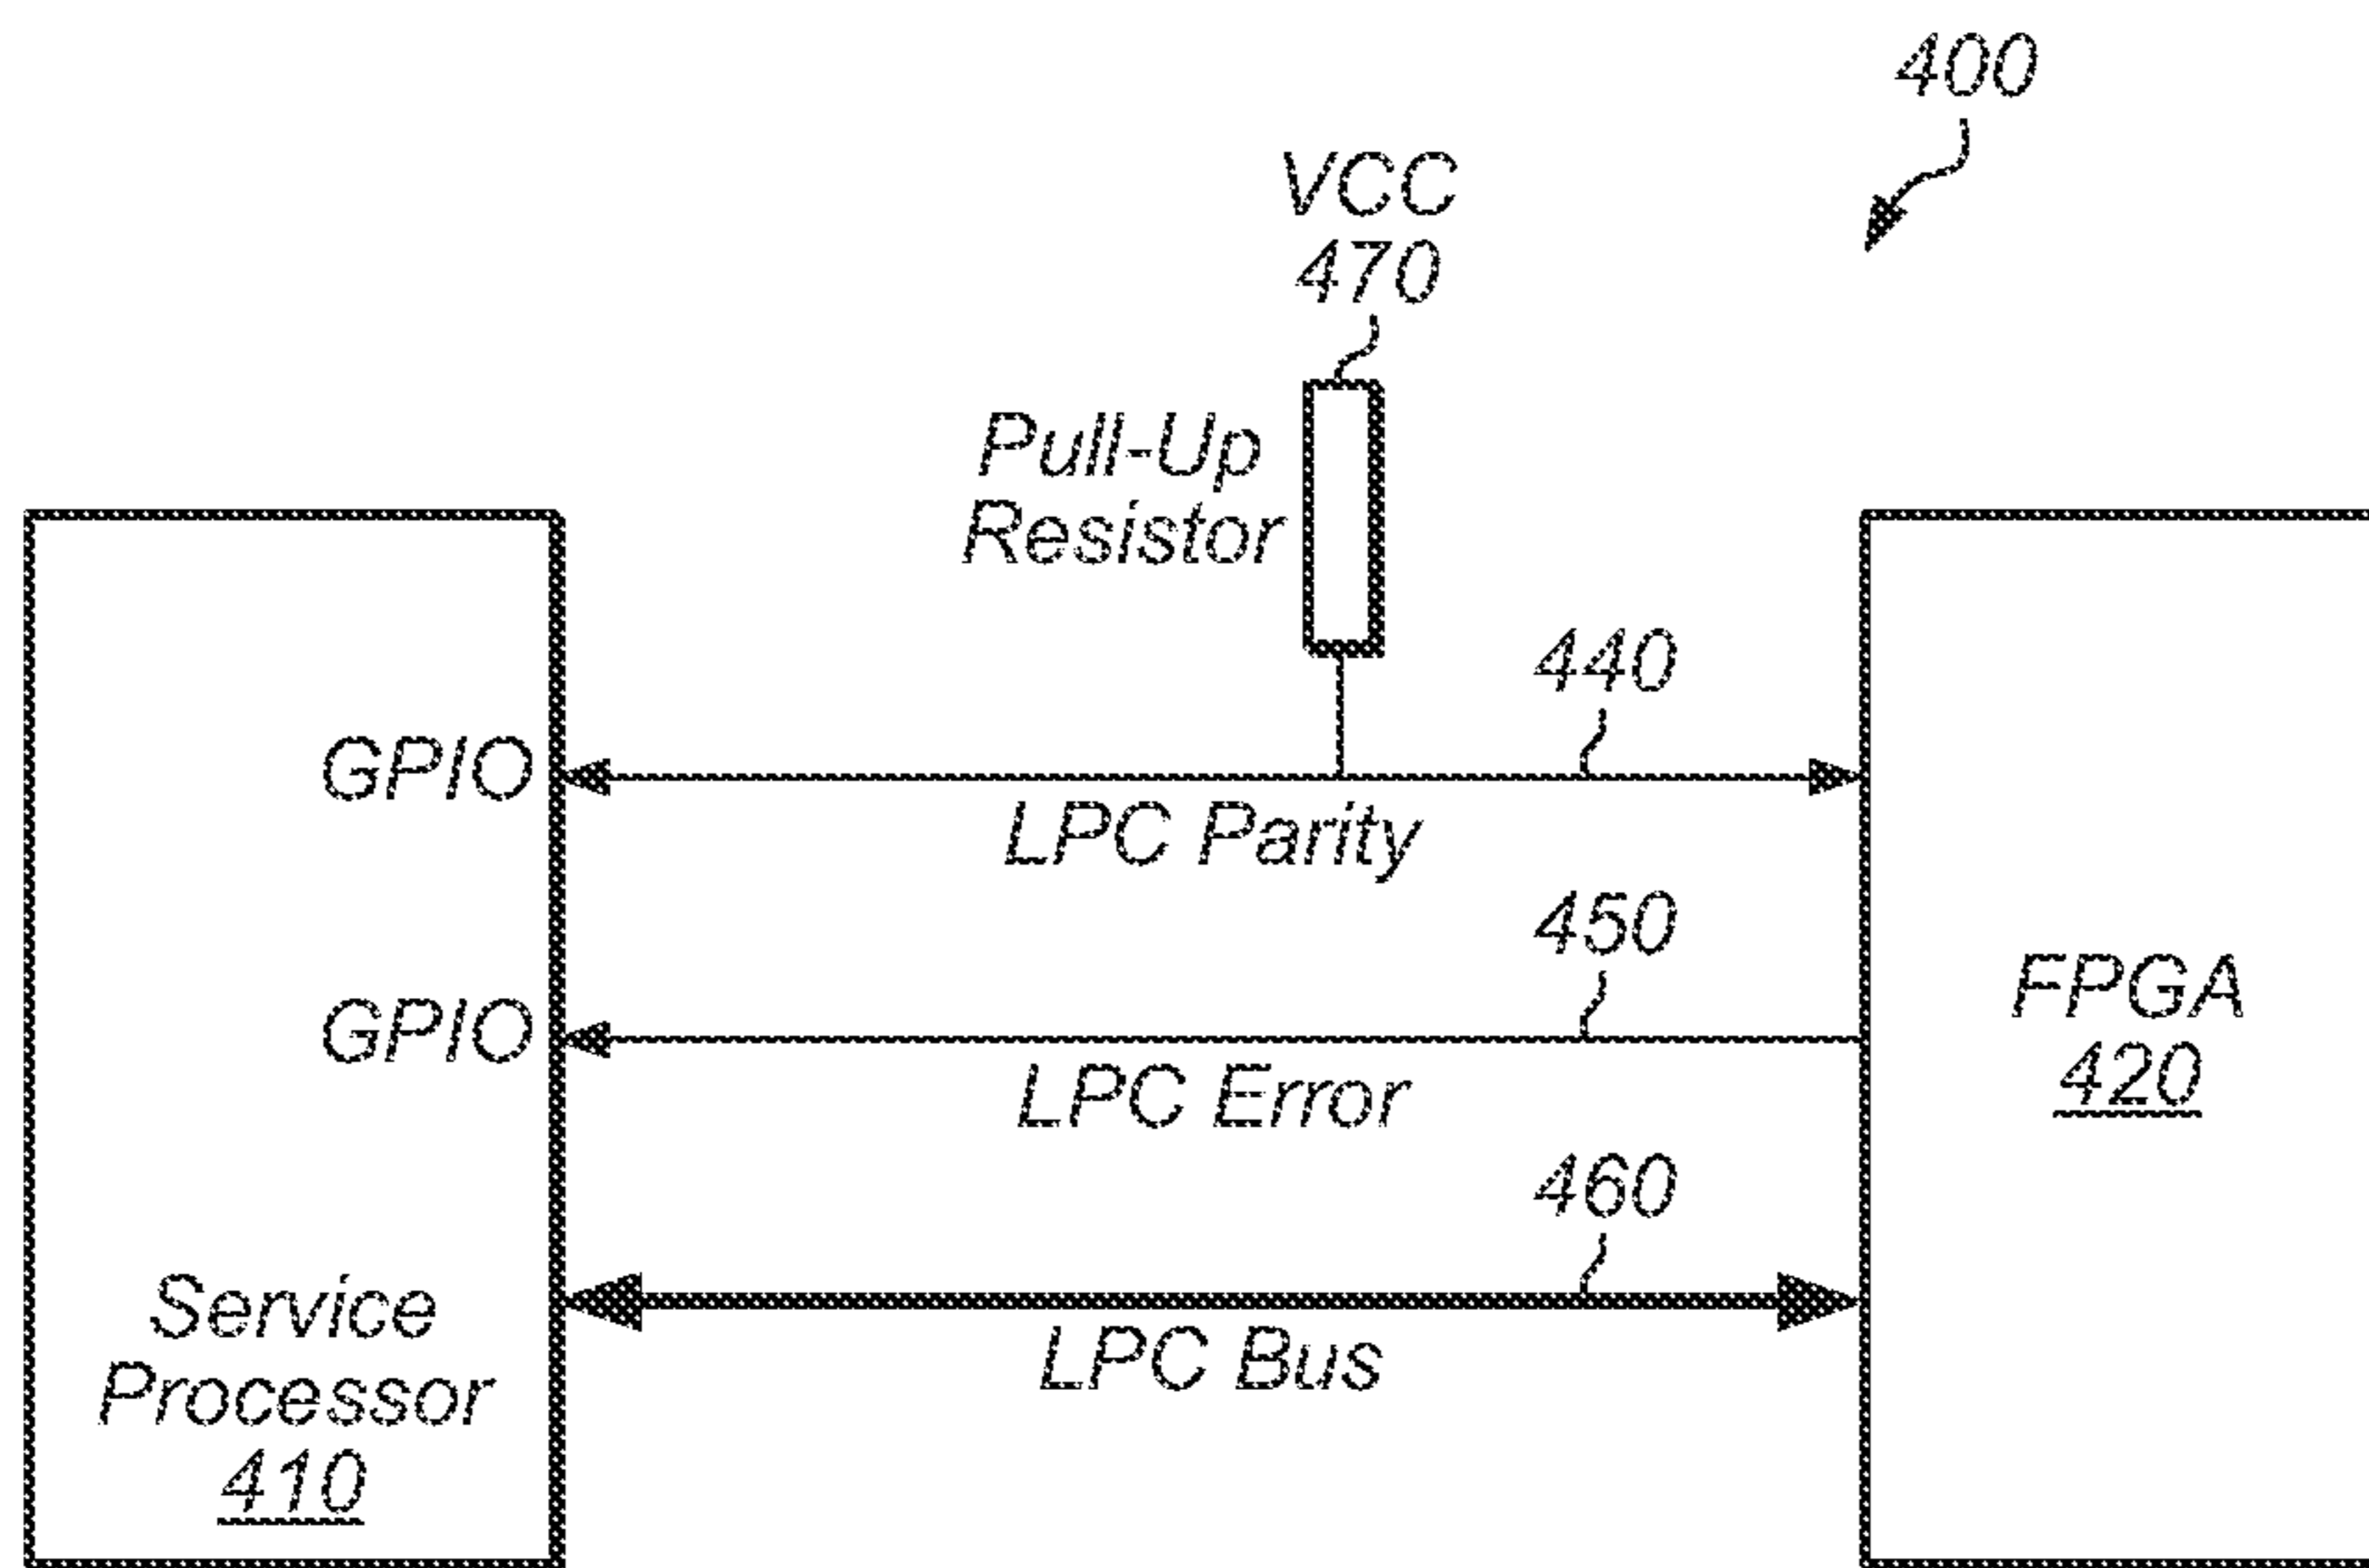 400
VCC
470
Pull-Up
Resistor
440
GPIO
LPC Parity
450
GPIO
LPC Error
FPGA
420
460
LPC Bus
Service
Processor
410